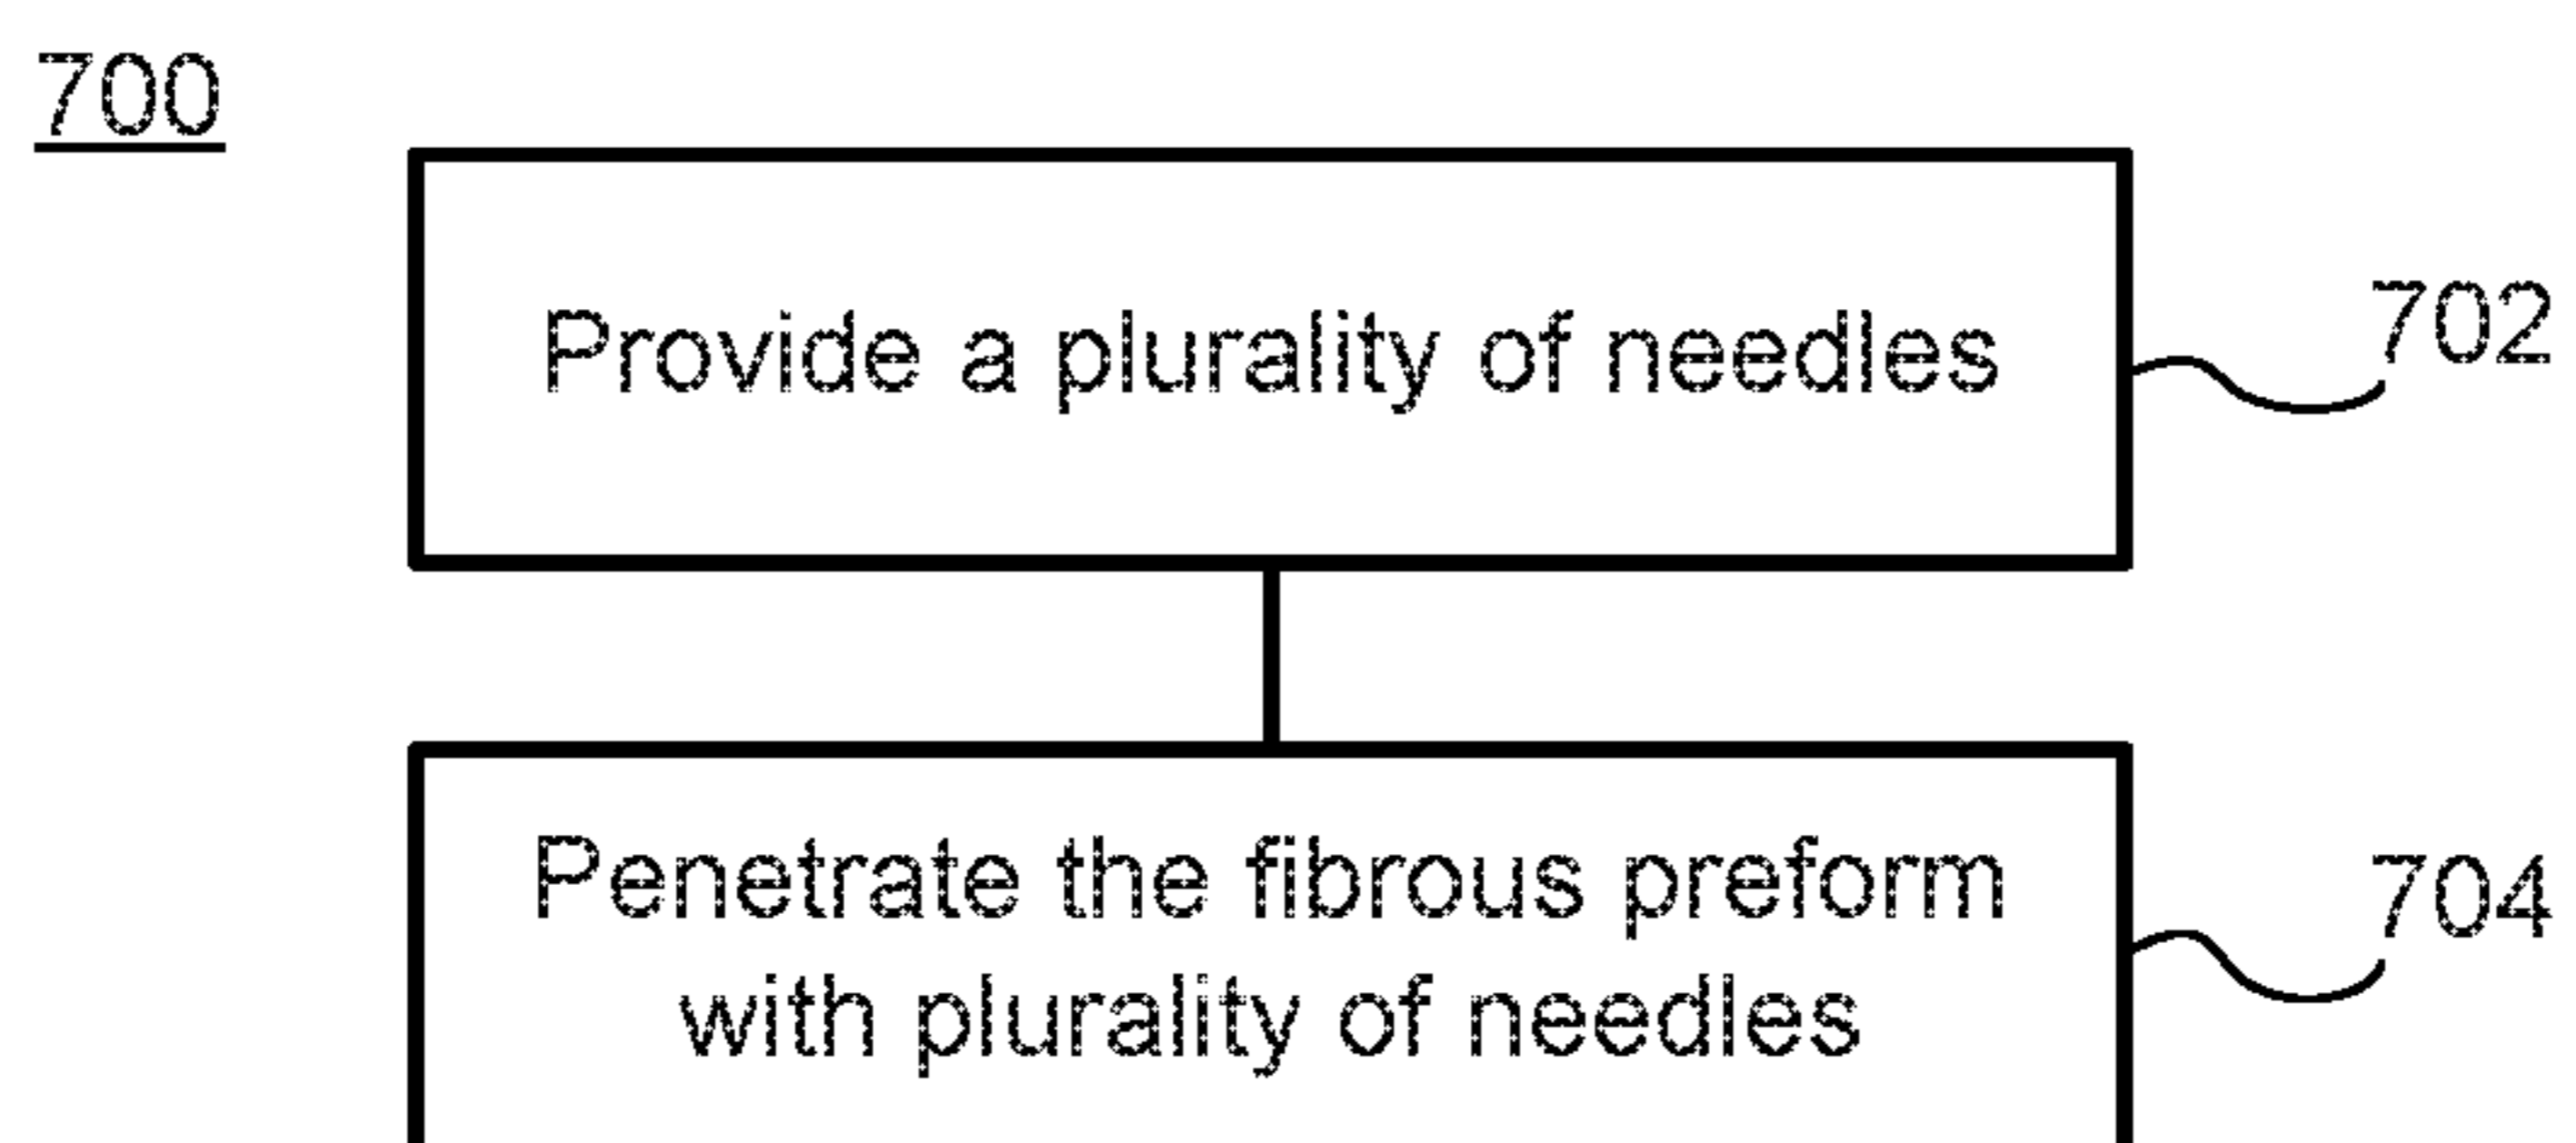 700
Provide a plurality of needles
702
Penetrate the fibrous preform
with plurality of needles
704